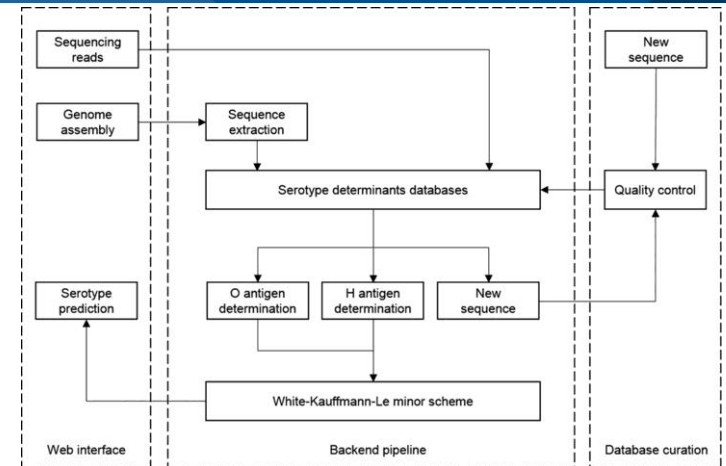 Sequencing
reads
New
sequence
Genome
assembly
Sequence
extraction
Serotype determinants databases
Quality control
Serotype
prediction
O antigen
determination
H antigen
determination
New
sequence
White-Kauffmann-Le minor scheme
Web interface
Backend pipeline
Database curation